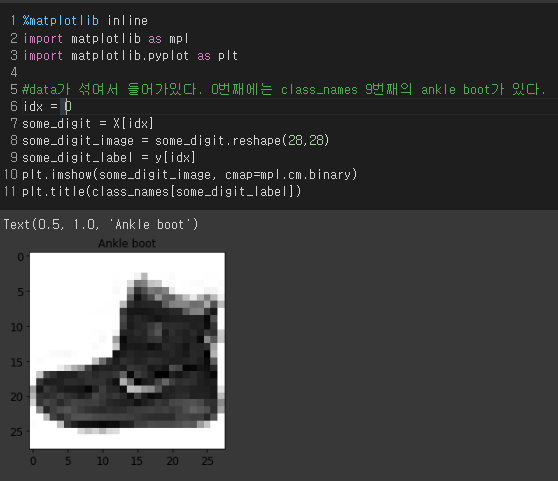 1 %matplotlib inline
2 import matplotlib as mpl
3 import matplotlib.pyplot as plt
4
5 #data가 섞여서 들어가있다. 0번째에는 class_names 9번째의 ankle boot가 있다.
6 idx = 0
7 some_digit = X[idx]
8 some_digit_image = some_digit.reshape(28,28)
9 some_digit_label = y[idx]
10 plt.imshow(some_digit_image, cmap=mpl.cm.binary)
11 plt.title(class_names[some_digit_label])
Text(0.5, 1.0, 'Ankle boot')
Ankle boot
0
5
10
15
20
25
0 5 10 15 20 25